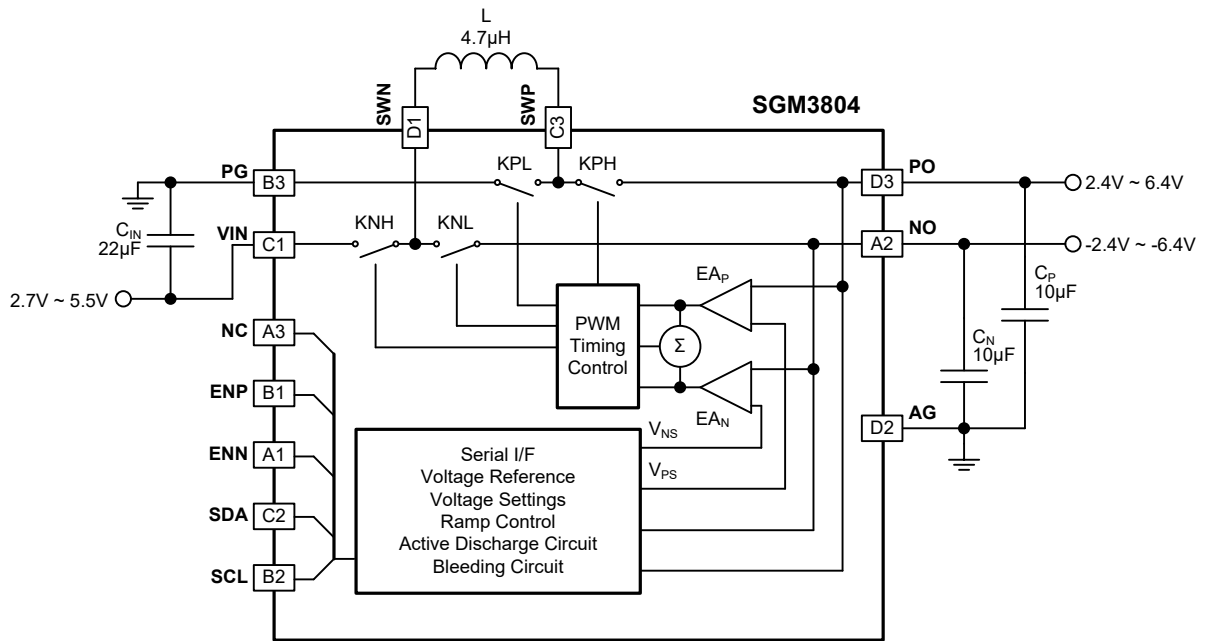 L
4.7µH
SWN
D1
SWP
C3
SGM3804
PG
B3
KPL
KPH
D3
PO
2.4V ~ 6.4V
CIN
22µF
VIN
C1
KNH
KNL
A2
NO
-2.4V ~ -6.4V
2.7V ~ 5.5V
EAP
CP
10µF
PWM
Timing
Control
Σ
CN
10µF
NC
A3
ENP
B1
EAN
AG
D2
VNS
ENN
A1
VPS
Serial I/F
Voltage Reference
Voltage Settings
Ramp Control
Active Discharge Circuit
Bleeding Circuit
SDA
C2
SCL
B2